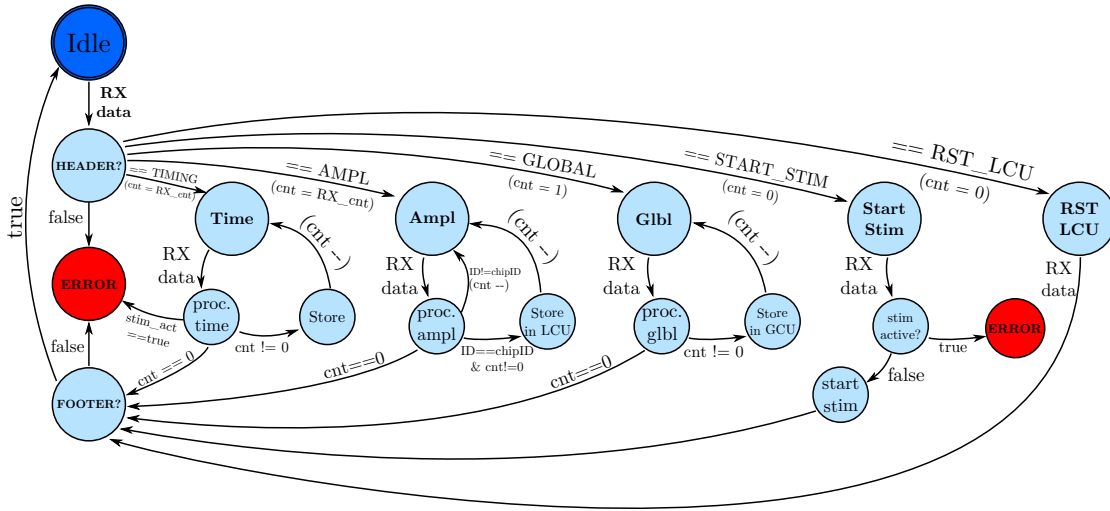 Idle
RX
data
true
HEADER?
== TIMING
(cnt = RX_cnt)
== AMPL
(cnt = RX_cnt)
== GLOBAL
(cnt = 1)
== START_STIM
(cnt = 0)
== RST_LCU
(cnt = 0)
false
Time
(cnt --)
Ampl
(cnt --)
Glbl
(cnt --)
Start
Stim
RST
LCU
RX
data
RX
data
ID!=chipID
(cnt --)
RX
data
RX
data
RX
data
ERROR
proc.
time
Store
proc.
ampl
Store
in LCU
proc.
glbl
Store
in GCU
stim
active?
ERROR
stim_act
==true
cnt != 0
ID==chipID
& cnt!=0
cnt != 0
true
false
cnt == 0
cnt==0
cnt==0
false
FOOTER?
start
stim